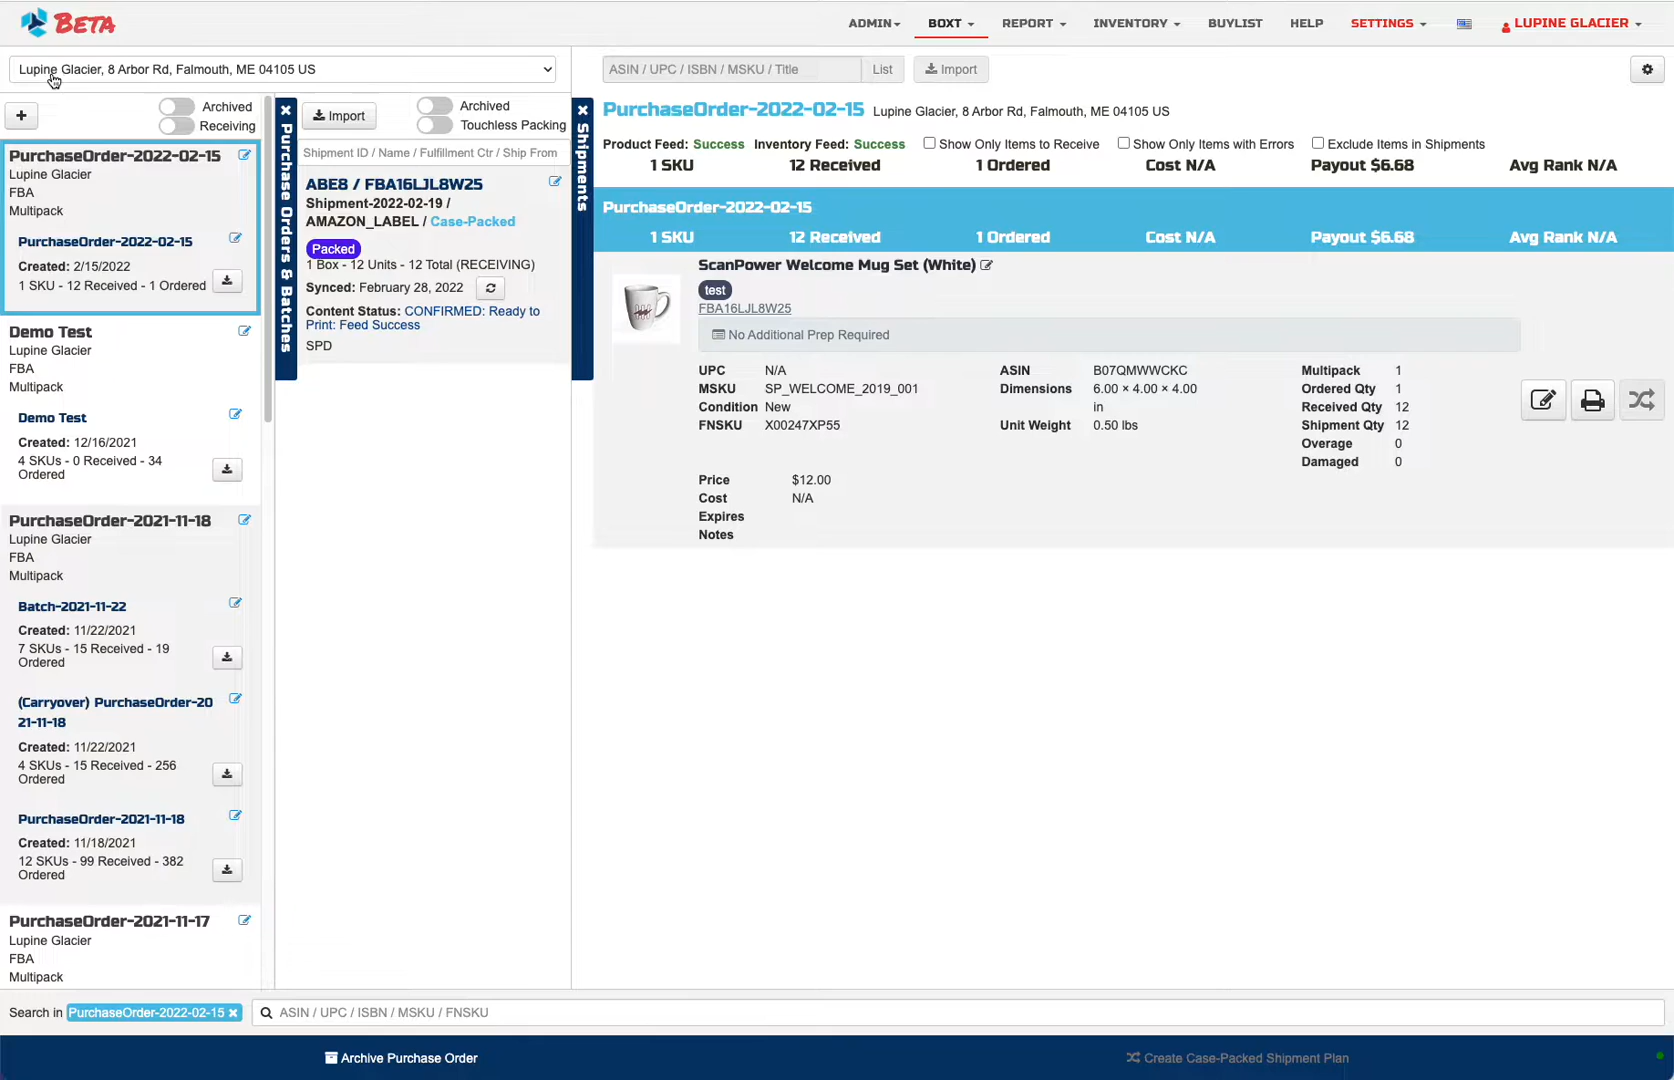 Beta
ADMIN
BOXT
REPORT
INVENTORY
BUYLIST
HELP
SETTINGS
LUPINE GLACIER
Lupine Glacier, 8 Arbor Rd, Falmouth, ME 04105 US
ASIN / UPC / ISBN / MSKU / Title
List
Import
+
Archived
Receiving
PurchaseOrder-2022-02-15
Lupine Glacier
FBA
Multipack
PurchaseOrder-2022-02-15
Created: 2/15/2022
1 SKU - 12 Received - 1 Ordered
Demo Test
Lupine Glacier
FBA
Multipack
Demo Test
Created: 12/16/2021
4 SKUs - 0 Received - 34
Ordered
PurchaseOrder-2021-11-18
Lupine Glacier
FBA
Multipack
Batch-2021-11-22
Created: 11/22/2021
7 SKUs - 15 Received - 19
Ordered
(Carryover) PurchaseOrder-20
21-11-18
Created: 11/22/2021
4 SKUs - 15 Received - 256
Ordered
PurchaseOrder-2021-11-18
Created: 11/18/2021
12 SKUs - 99 Received - 382
Ordered
PurchaseOrder-2021-11-17
Lupine Glacier
FBA
Multipack
Purchase Orders & Batches
Import
Archived
Touchless Packing
Shipment ID / Name / Fulfillment Ctr / Ship From
ABE8 / FBA16LJL8W25
Shipment-2022-02-19 /
AMAZON_LABEL / Case-Packed
Packed
1 Box - 12 Units - 12 Total (RECEIVING)
Synced: February 28, 2022
Content Status: CONFIRMED: Ready to
Print: Feed Success
SPD
Shipments
PurchaseOrder-2022-02-15 Lupine Glacier, 8 Arbor Rd, Falmouth, ME 04105 US
Product Feed: Success Inventory Feed: Success Show Only Items to Receive Show Only Items with Errors Exclude Items in Shipments
1 SKU 12 Received 1 Ordered Cost N/A Payout $6.68 Avg Rank N/A
PurchaseOrder-2022-02-15
1 SKU 12 Received 1 Ordered Cost N/A Payout $6.68 Avg Rank N/A
ScanPower Welcome Mug Set (White)
test
FBA16LJL8W25
No Additional Prep Required
UPC N/A
MSKU SP_WELCOME_2019_001
Condition New
FNSKU X00247XP55
ASIN B07QMWWCKC
Dimensions 6.00 × 4.00 × 4.00
in
Unit Weight 0.50 lbs
Multipack 1
Ordered Qty 1
Received Qty 12
Shipment Qty 12
Overage 0
Damaged 0
Price $12.00
Cost N/A
Expires
Notes
Search in PurchaseOrder-2022-02-15
ASIN / UPC / ISBN / MSKU / FNSKU
Archive Purchase Order
Create Case-Packed Shipment Plan